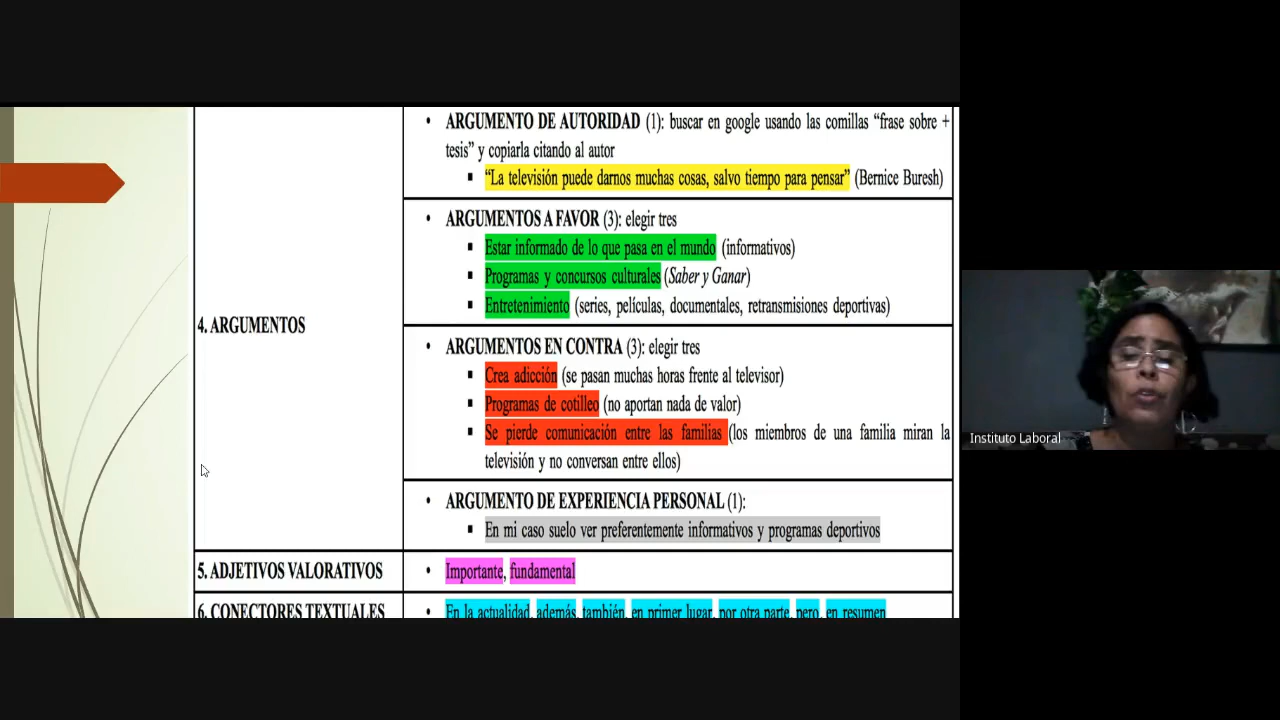 ARGUMENTO DE AUTORIDAD (1): buscar en google usando las comillas “frase sobre +
tesis” y copiarla citando al autor
“La televisión puede darnos muchas cosas, salvo tiempo para pensar” (Bernice Buresh)
ARGUMENTOS A FAVOR (3): elegir tres
Estar informado de lo que pasa en el mundo (informativos)
Programas y concursos culturales (Saber y Ganar)
Entretenimiento (series, películas, documentales, retransmisiones deportivas)
4. ARGUMENTOS
ARGUMENTOS EN CONTRA (3): elegir tres
Crea adicción (se pasan muchas horas frente al televisor)
Programas de cotilleo (no aportan nada de valor)
Se pierde comunicación entre las familias (los miembros de una familia miran la
televisión y no conversan entre ellos)
ARGUMENTO DE EXPERIENCIA PERSONAL (1):
En mi caso suelo ver preferentemente informativos y programas deportivos
5. ADJETIVOS VALORATIVOS
Importante, fundamental
6. CONECTORES TEXTUALES
En la actualidad, además, también, en primer lugar, por otra parte, pero, en resumen
Instituto Laboral